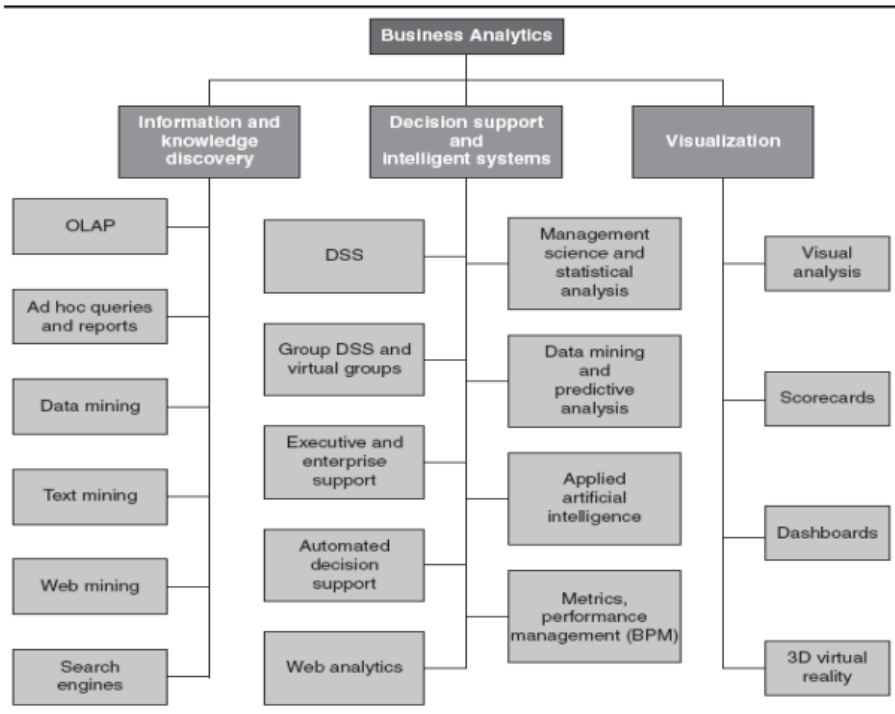 Business Analytics
Information and
knowledge
discovery
Decision support
and
intelligent systems
Visualization
OLAP
Ad hoc queries
and reports
Data mining
Text mining
Web mining
Search
engines
DSS
Group DSS and
virtual groups
Executive and
enterprise
support
Automated
decision
support
Web analytics
Management
science and
statistical
analysis
Data mining
and
predictive
analysis
Applied
artificial
intelligence
Metrics,
performance
management (BPM)
Visual
analysis
Scorecards
Dashboards
3D virtual
reality